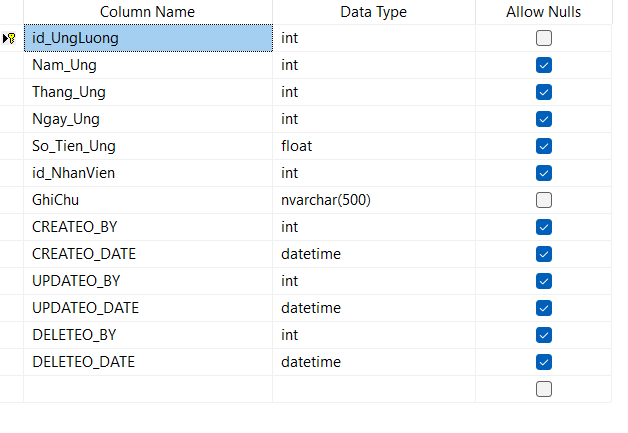 Column Name Data Type Allow Nulls
id_UngLuong int
Nam_Ung int
Thang_Ung int
Ngay_Ung int
So_Tien_Ung float
id_NhanVien int
GhiChu nvarchar(500)
CREATEO_BY int
CREATEO_DATE datetime
UPDATEO_BY int
UPDATEO_DATE datetime
DELETEO_BY int
DELETEO_DATE datetime